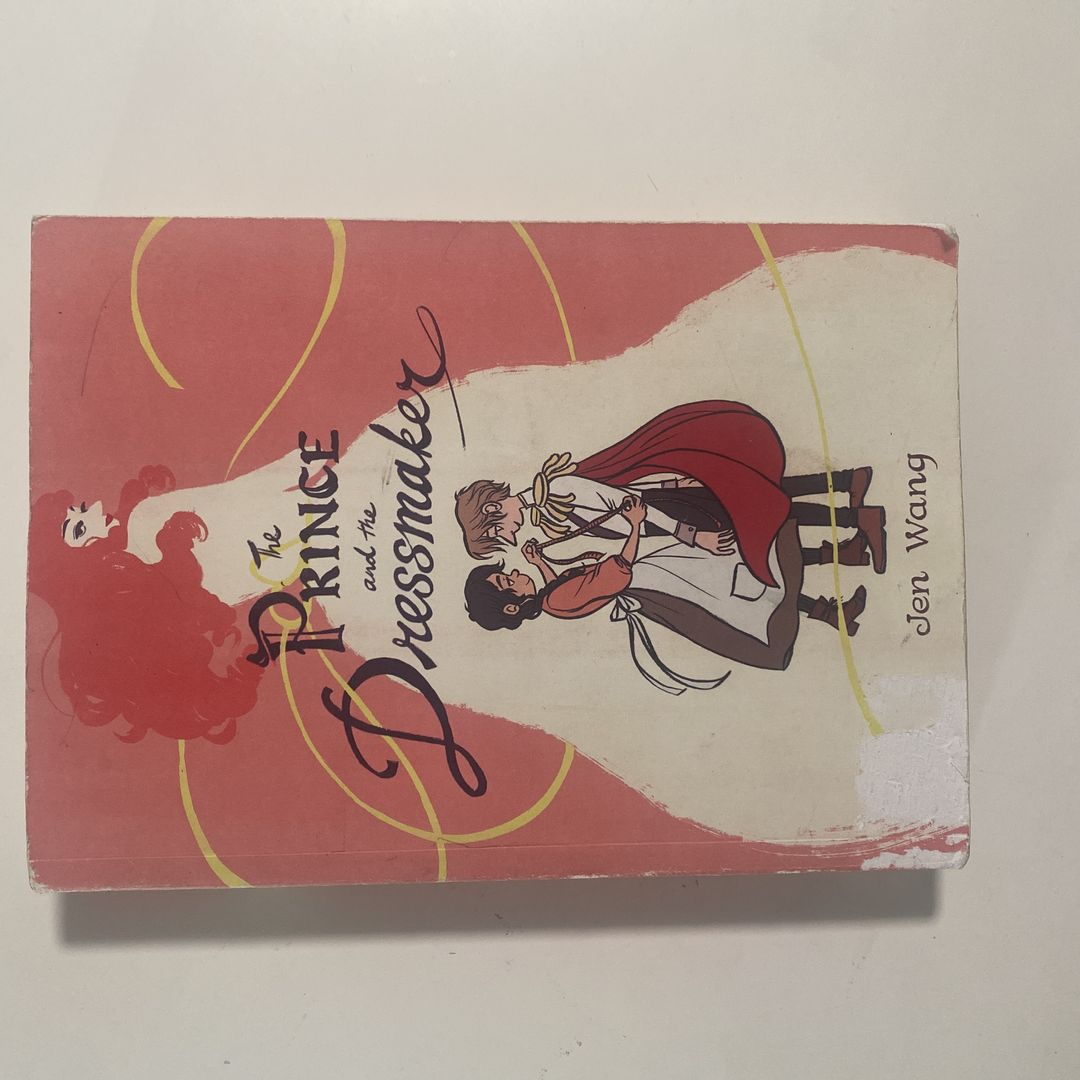 The
PRINCE
and the
Dressmaker
Jen Wang